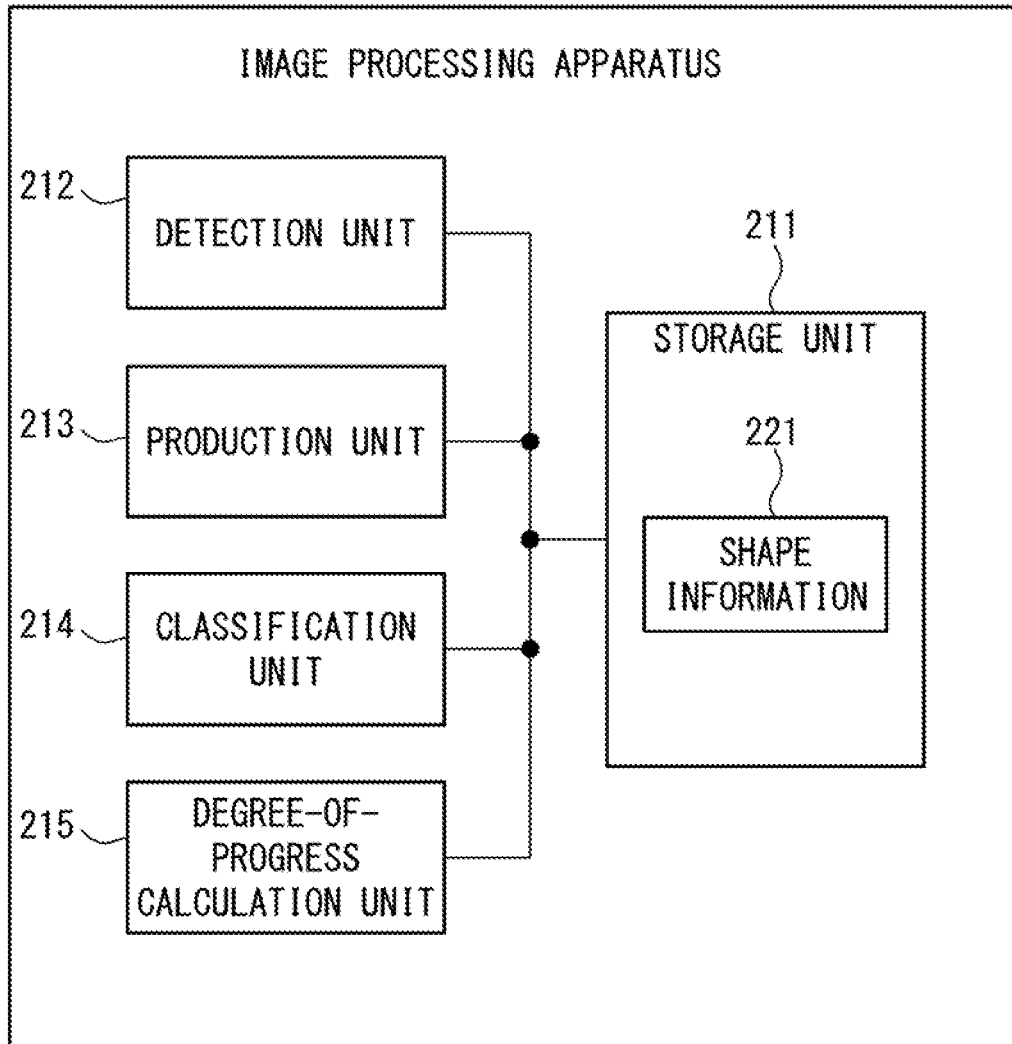 IMAGE PROCESSING APPARATUS
212
DETECTION UNIT
213
PRODUCTION UNIT
214
CLASSIFICATION
UNIT
215
DEGREE-OF-
PROGRESS
CALCULATION UNIT
211
STORAGE UNIT
221
SHAPE
INFORMATION